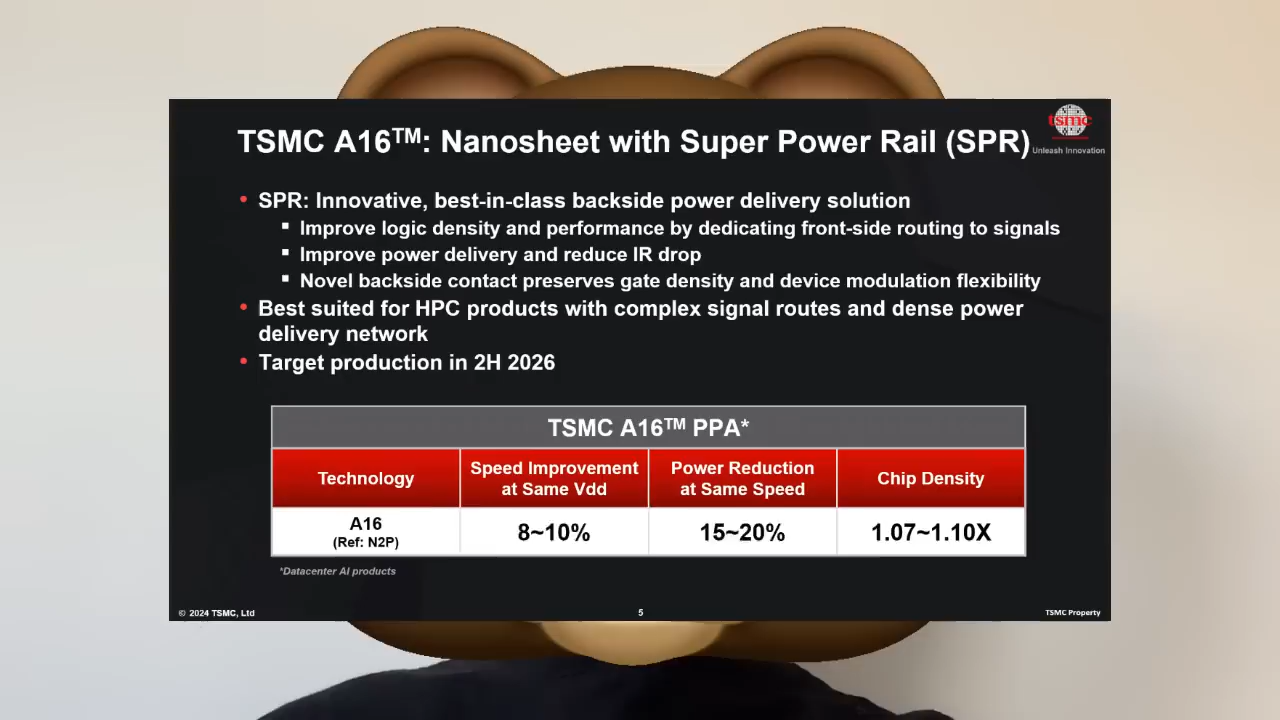 TSMC A16™: Nanosheet with Super Power Rail (SPR)
tsmc
Unleash Innovation
• SPR: Innovative, best-in-class backside power delivery solution
▪ Improve logic density and performance by dedicating front-side routing to signals
▪ Improve power delivery and reduce IR drop
▪ Novel backside contact preserves gate density and device modulation flexibility
• Best suited for HPC products with complex signal routes and dense power
delivery network
• Target production in 2H 2026
TSMC A16™ PPA*
Technology
Speed Improvement
at Same Vdd
Power Reduction
at Same Speed
Chip Density
A16
(Ref: N2P)
8~10%
15~20%
1.07~1.10X
*Datacenter AI products
© 2024 TSMC, Ltd
5
TSMC Property